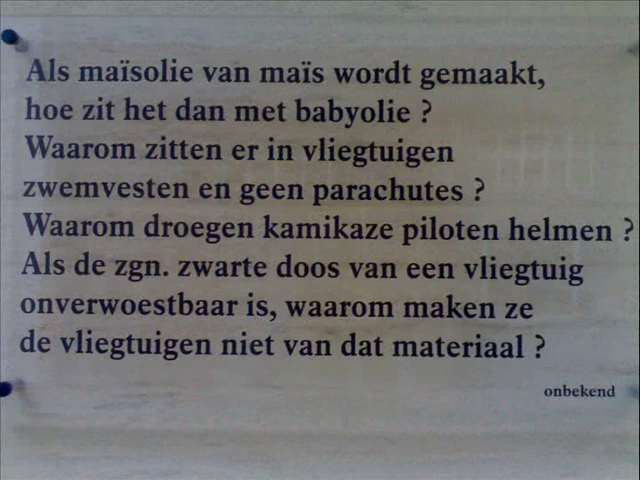 Als maïsolie van maïs wordt gemaakt,
hoe zit het dan met babyolie ?
Waarom zitten er in vliegtuigen
zwemvesten en geen parachutes ?
Waarom droegen kamikaze piloten helmen ?
Als de zgn. zwarte doos van een vliegtuig
onverwoestbaar is, waarom maken ze
de vliegtuigen niet van dat materiaal ?
onbekend